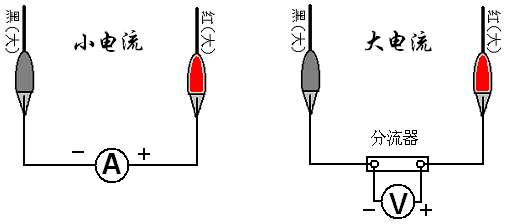 黑(大)
小电流
红(大)
− A +
黑(大)
大电流
红(大)
分流器
− V +